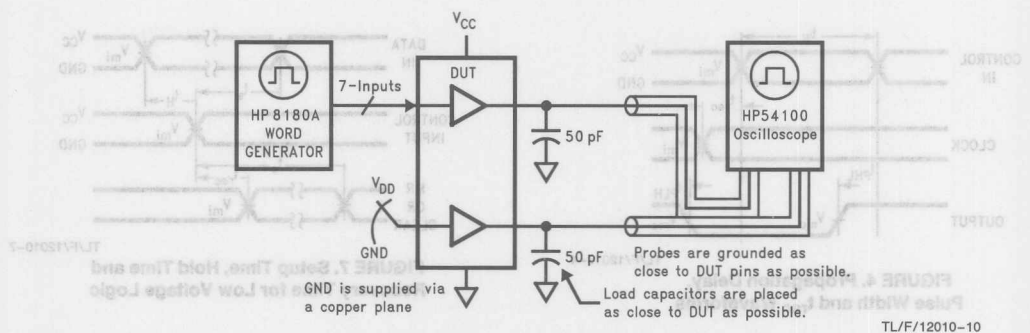 VCC
DUT
7-Inputs
HP 8180A
WORD
GENERATOR
50 pF
HP54100
Oscilloscope
VDD
GND
50 pF
GND is supplied via
a copper plane
Probes are grounded as
close to DUT pins as possible.
Load capacitors are placed
as close to DUT as possible.
TL/F/12010-10